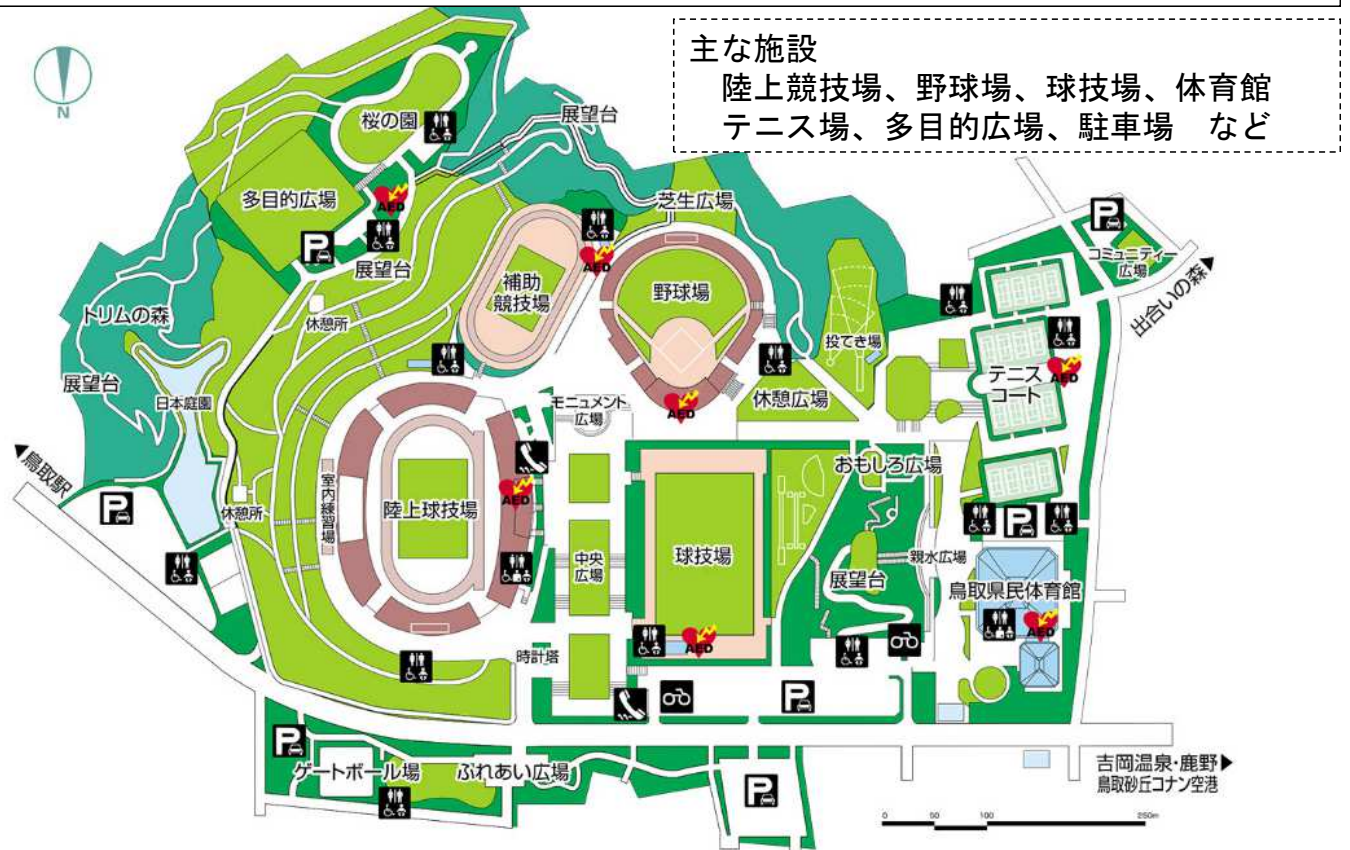 主な施設
陸上競技場、野球場、球技場、体育館
テニス場、多目的広場、駐車場 など
N
桜の園
展望台
多目的広場
AED
芝生広場
P
P
展望台
AED
コミュニティー
広場
補助
競技場
野球場
出合いの森
トリムの森
休憩所
投てき場
展望台
テニス
コート
AED
日本庭園
モニュメント
広場
AED
休憩広場
鳥取駅
おもしろ広場
室内練習場
AED
P
休憩所
陸上球技場
P
中央
広場
球技場
展望台
親水広場
鳥取県民体育館
AED
AED
時計塔
P
P
ゲートボール場
ふれあい広場
P
吉岡温泉・鹿野
鳥取砂丘コナン空港
0 50 100 250m